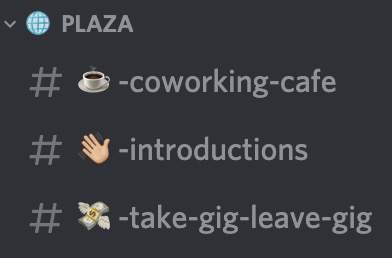 🌐 PLAZA
# ☕-coworking-cafe
# 👋🏼-introductions
# 💸-take-gig-leave-gig